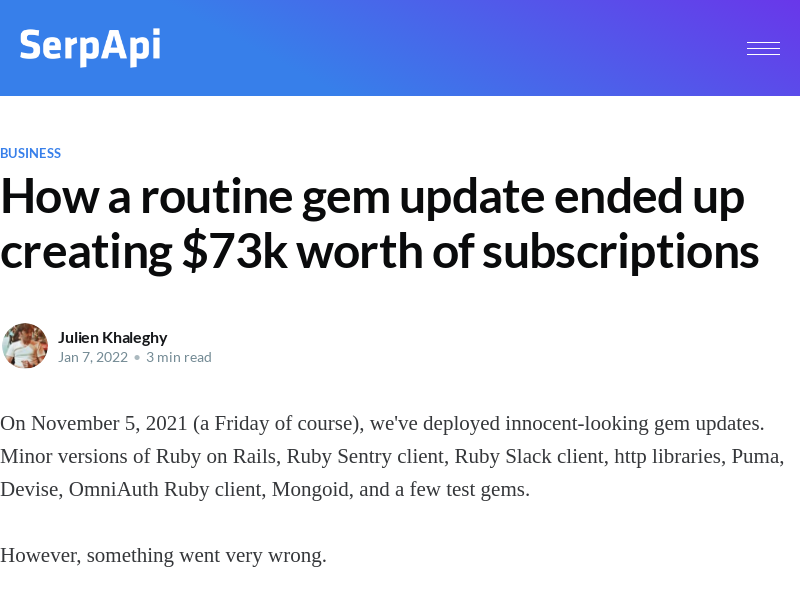 SerpApi
BUSINESS
How a routine gem update ended up
creating $73k worth of subscriptions
Julien Khaleghy
Jan 7, 2022 • 3 min read
On November 5, 2021 (a Friday of course), we've deployed innocent-looking gem updates.
Minor versions of Ruby on Rails, Ruby Sentry client, Ruby Slack client, http libraries, Puma,
Devise, OmniAuth Ruby client, Mongoid, and a few test gems.
However, something went very wrong.